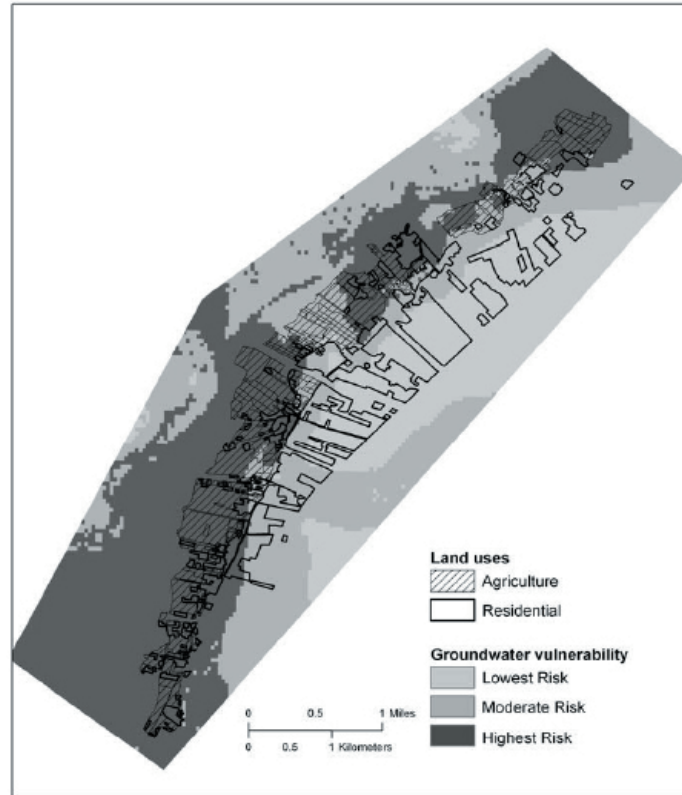 Land uses
Agriculture
Residential
Groundwater vulnerability
Lowest Risk
Moderate Risk
Highest Risk
0 0.5 1 Miles
0 0.5 1 Kilometers